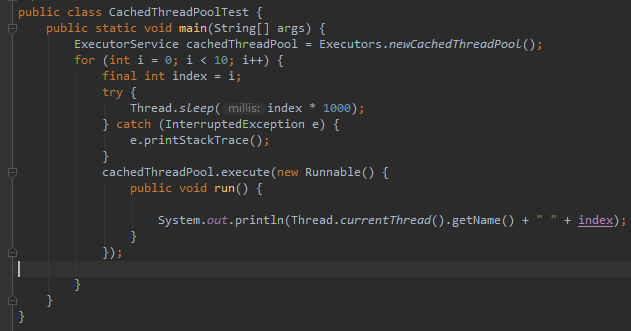 public class CachedThreadPoolTest {
    public static void main(String[] args) {
        ExecutorService cachedThreadPool = Executors.newCachedThreadPool();
        for (int i = 0; i < 10; i++) {
            final int index = i;
            try {
                Thread.sleep( millis: index * 1000);
            } catch (InterruptedException e) {
                e.printStackTrace();
            }
            cachedThreadPool.execute(new Runnable() {
                public void run() {
                    System.out.println(Thread.currentThread().getName() + " " + index);
                }
            });
        }
    }
}